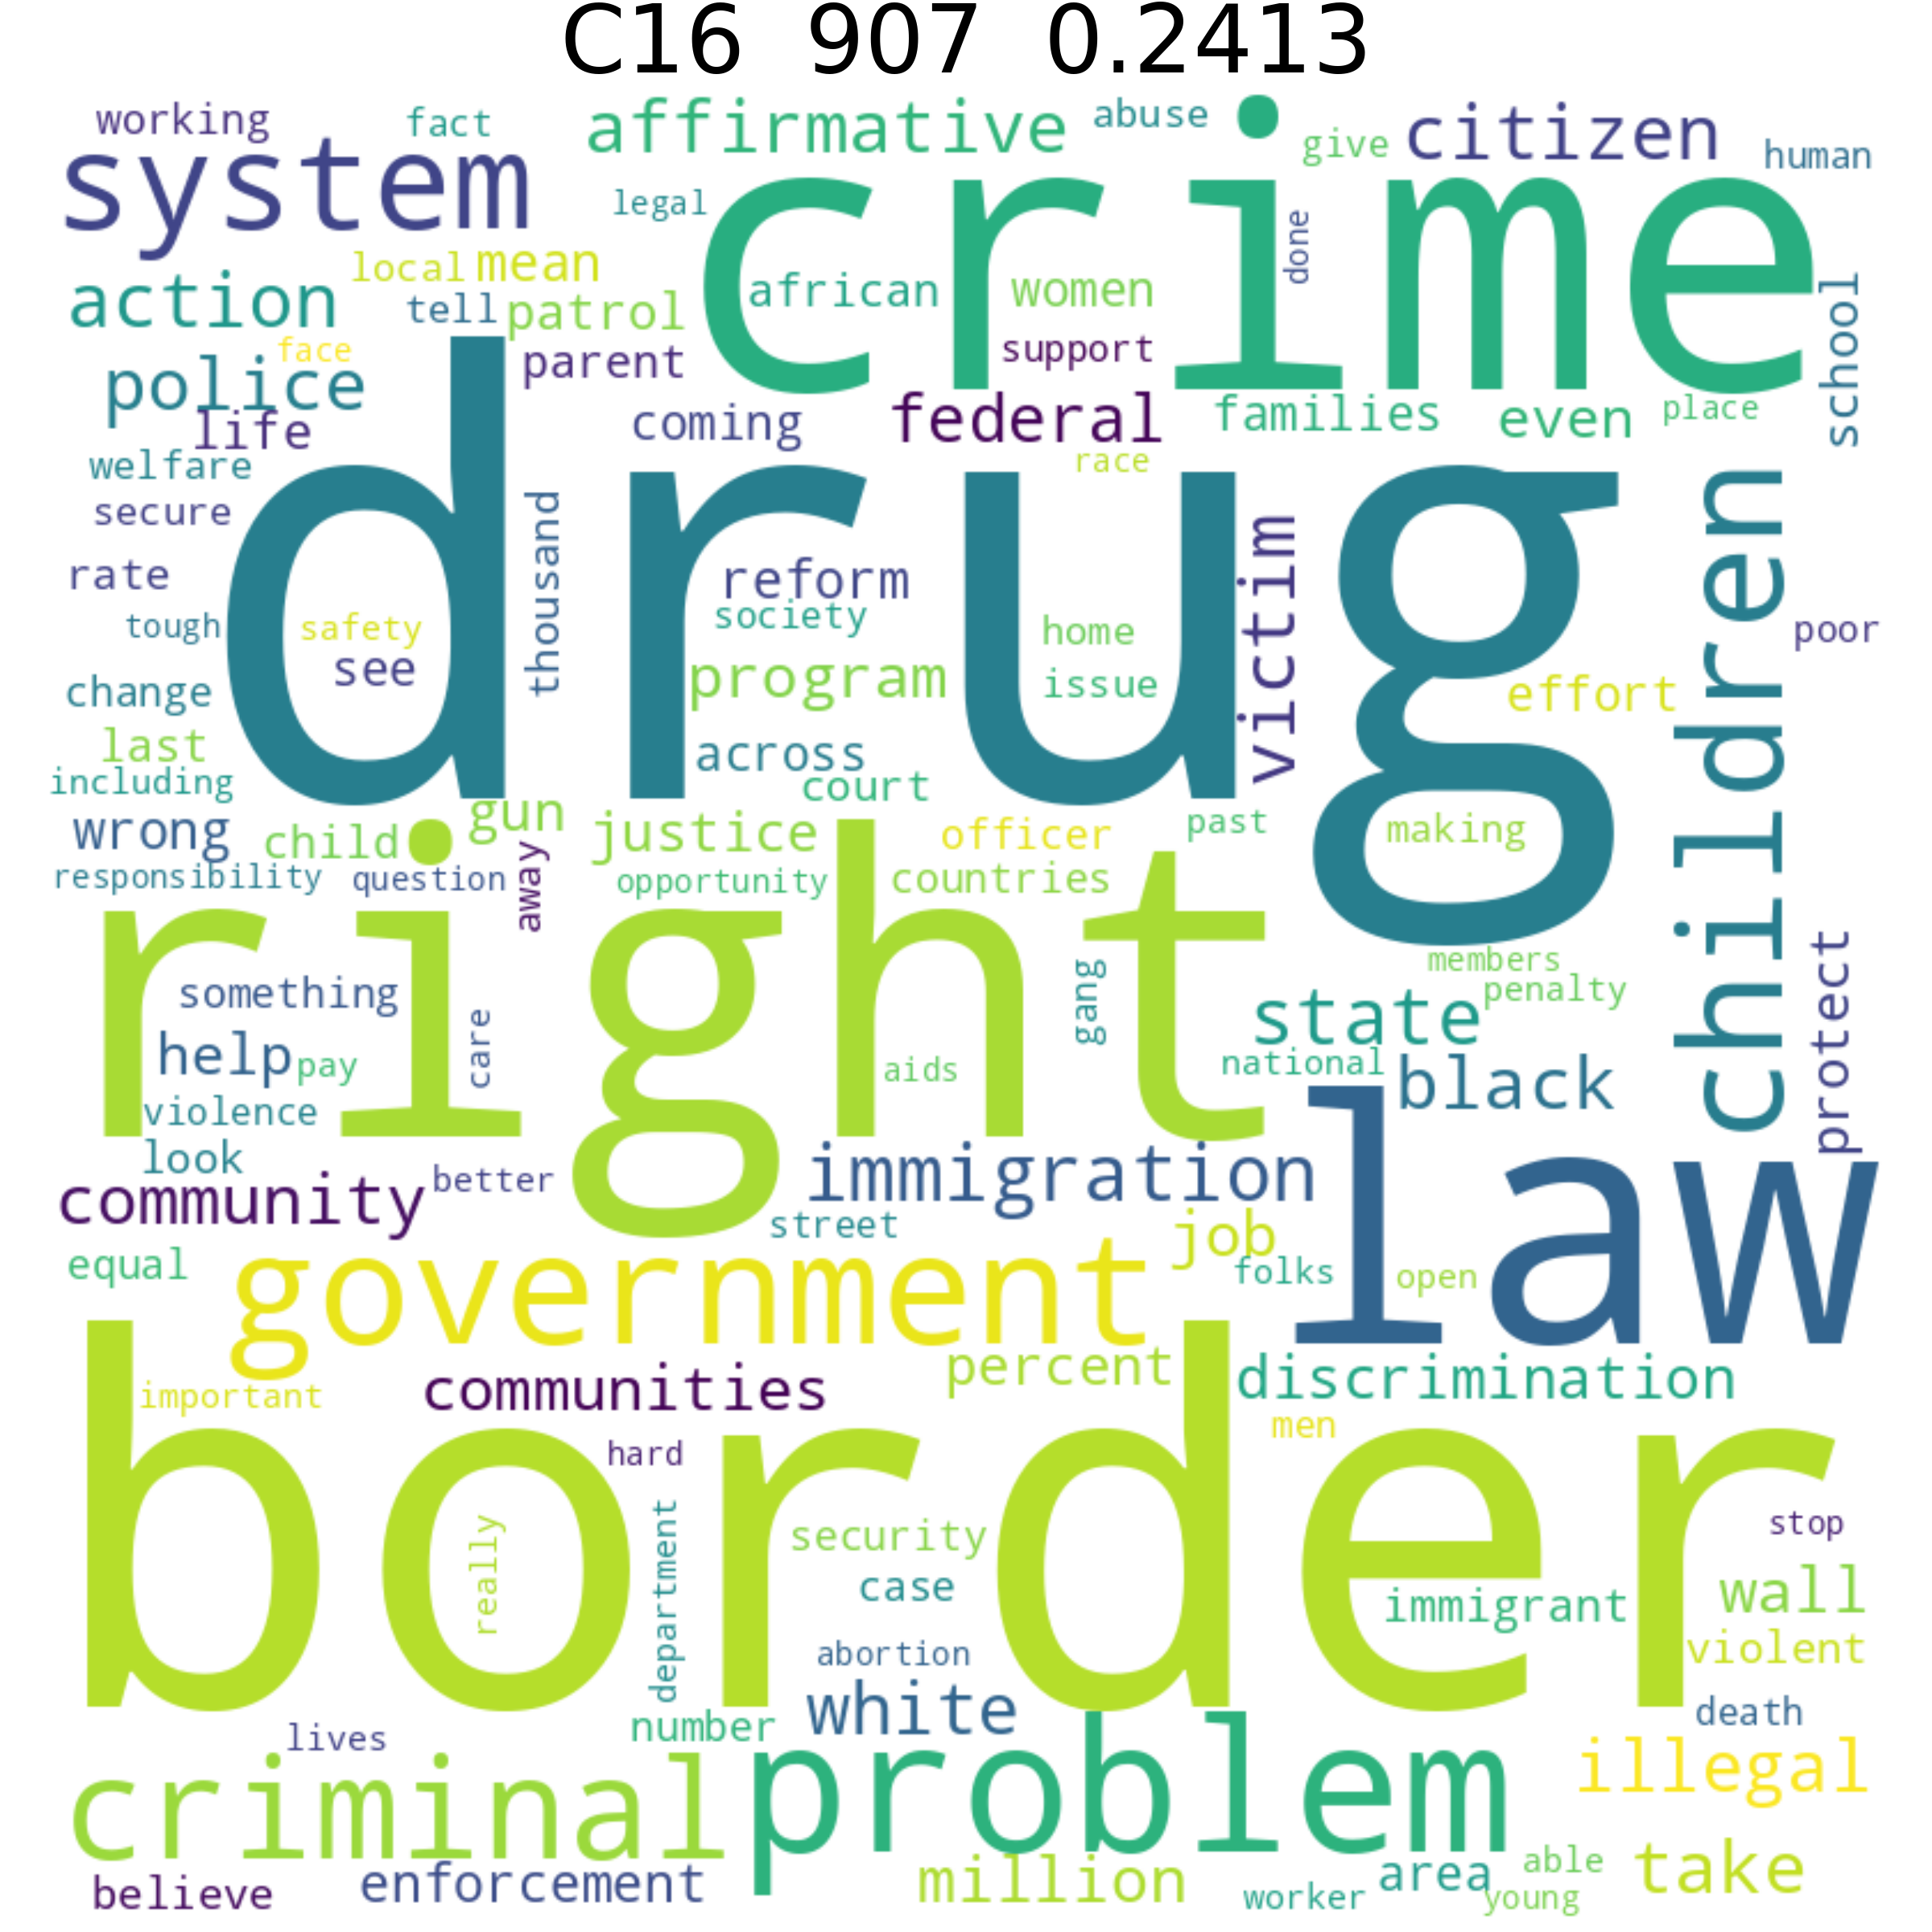 C16 907 0.2413
working fact affirmative abuse give citizen human
system legal crime done
local mean african women
action tell patrol school
face parent support
police life coming federal families even place
welfare race
secure drug thousand victim children
rate reform
tough safety society home poor
see program issue effort
change across
last court
including
wrong child gun justice officer past making
responsibility question away opportunity countries
right members
something gang state penalty protect
help pay care aids national black
violence law
look immigration
community better street
equal government job folks open
percent discrimination
important communities men
border hard
really department security stop
case immigrant wall
abortion violent
white death
lives number
criminal problem illegal
believe enforcement million worker area able young take